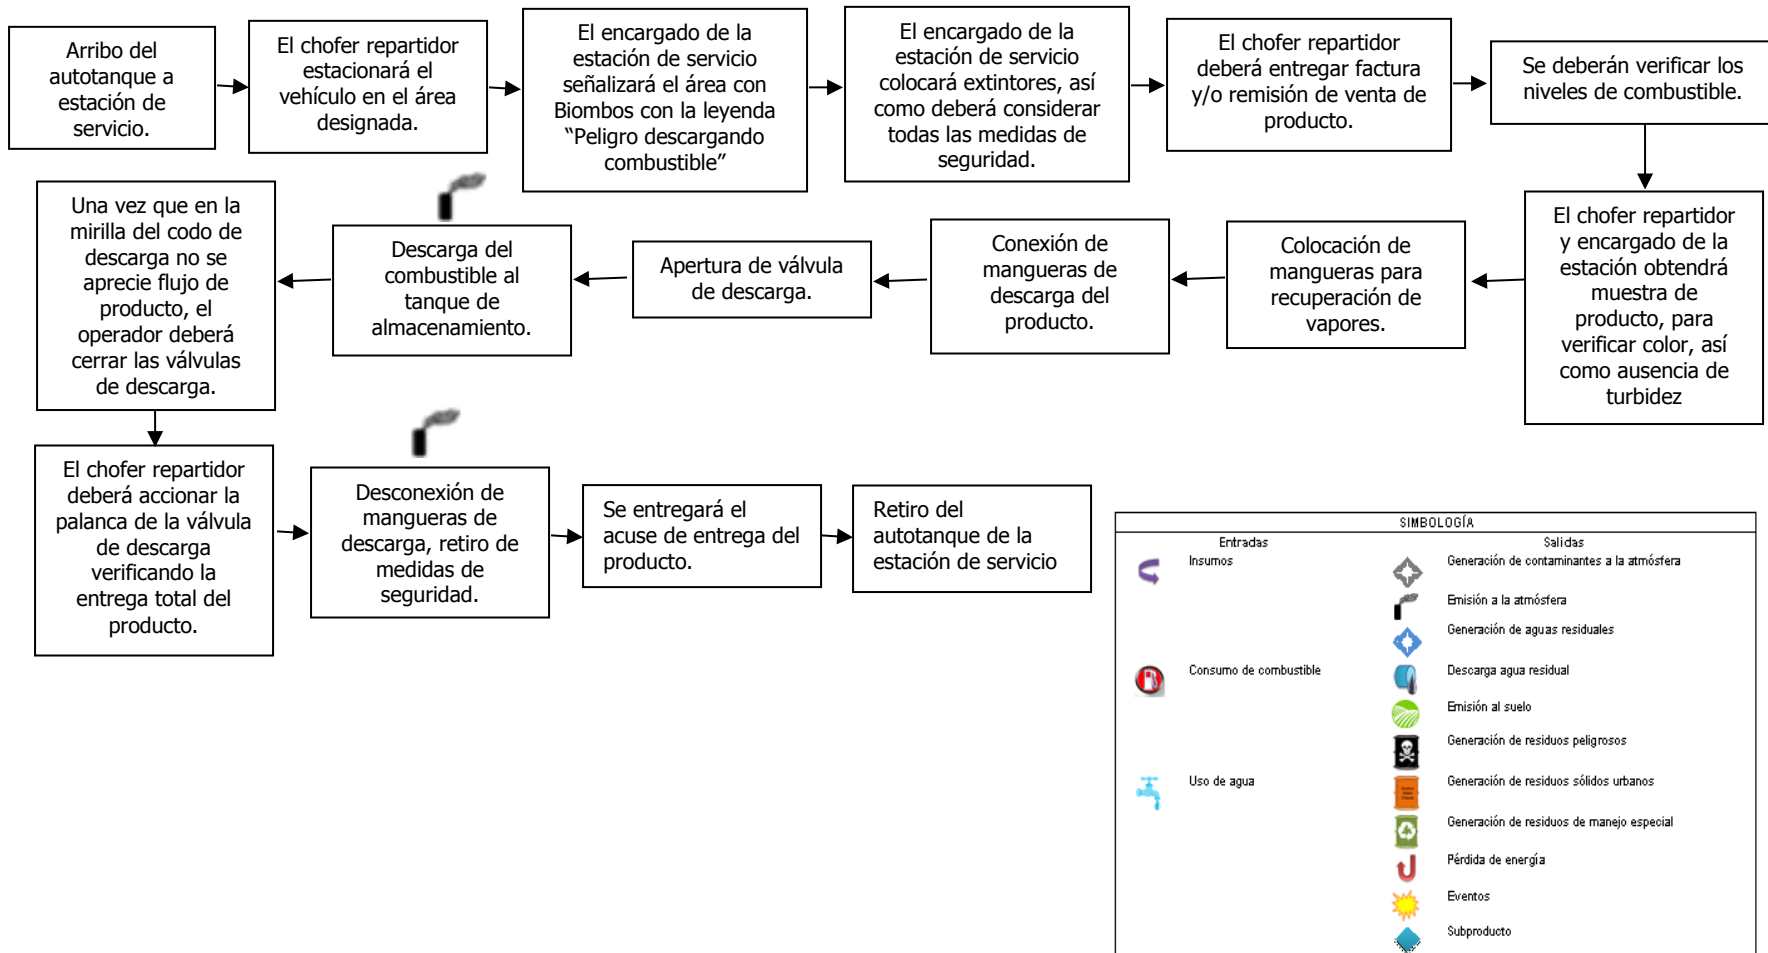 Arribo del
autotanque a
estación de
servicio.
El chofer repartidor
estacionará el
vehículo en el área
designada.
El encargado de la
estación de servicio
señalizará el área con
Biombos con la leyenda
“Peligro descargando
combustible”
El encargado de la
estación de servicio
colocará extintores, así
como deberá considerar
todas las medidas de
seguridad.
El chofer repartidor
deberá entregar factura
y/o remisión de venta de
producto.
Se deberán verificar los
niveles de combustible.
El chofer repartidor
y encargado de la
estación obtendrá
muestra de
producto, para
verificar color, así
como ausencia de
turbidez
Colocación de
mangueras para
recuperación de
vapores.
Conexión de
mangueras de
descarga del
producto.
Apertura de válvula
de descarga.
Descarga del
combustible al
tanque de
almacenamiento.
Una vez que en la
mirilla del codo de
descarga no se
aprecie flujo de
producto, el
operador deberá
cerrar las válvulas
de descarga.
El chofer repartidor
deberá accionar la
palanca de la válvula
de descarga
verificando la
entrega total del
producto.
Desconexión de
mangueras de
descarga, retiro de
medidas de
seguridad.
Se entregará el
acuse de entrega del
producto.
Retiro del
autotanque de la
estación de servicio
SIMBOLOGÍA
Entradas
Insumos
Consumo de combustible
Uso de agua
Salidas
Generación de contaminantes a la atmósfera
Emisión a la atmósfera
Generación de aguas residuales
Descarga agua residual
Emisión al suelo
Generación de residuos peligrosos
Generación de residuos sólidos urbanos
Generación de residuos de manejo especial
Pérdida de energía
Eventos
Subproducto